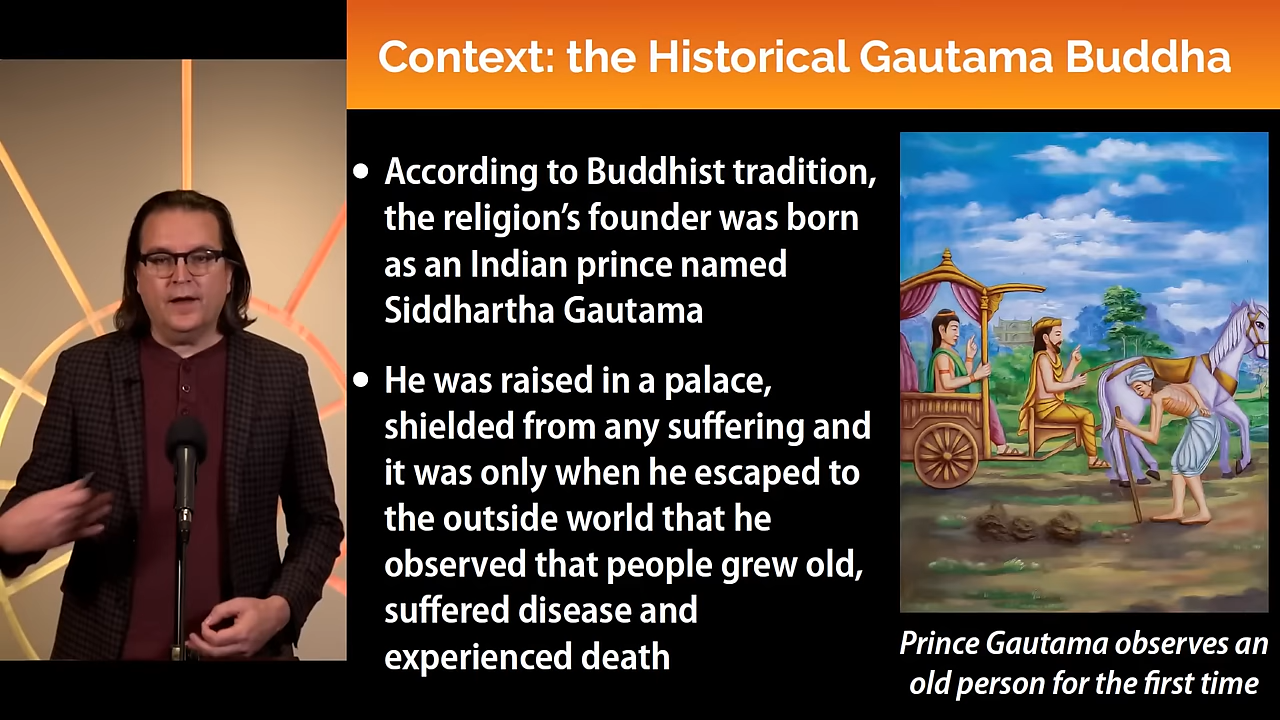 Context: the Historical Gautama Buddha
• According to Buddhist tradition,
the religion’s founder was born
as an Indian prince named
Siddhartha Gautama
• He was raised in a palace,
shielded from any suffering and
it was only when he escaped to
the outside world that he
observed that people grew old,
suffered disease and
experienced death
Prince Gautama observes an
old person for the first time